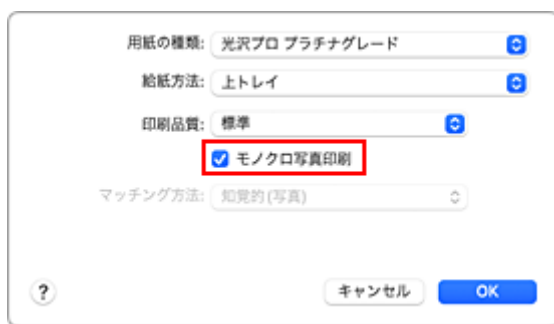 用紙の種類: 光沢プロ プラチナグレード
給紙方法: 上トレイ
印刷品質: 標準
モノクロ写真印刷
マッチング方法: 知覚的(写真)
? キャンセル OK